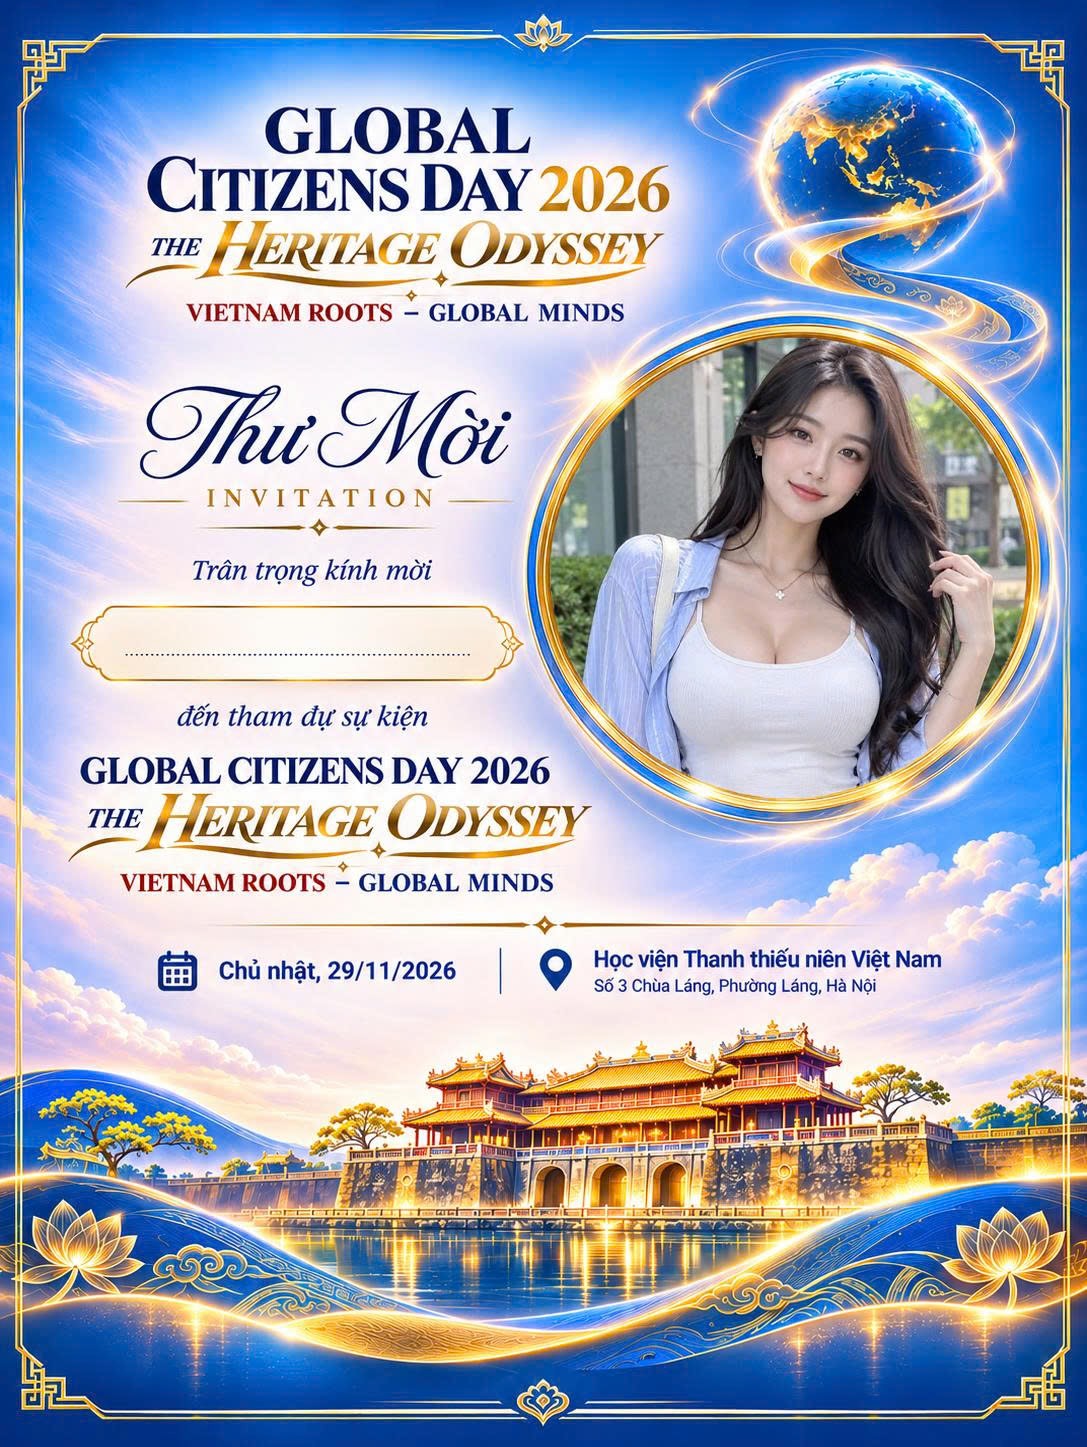 GLOBAL
CITIZENS DAY 2026
THE HERITAGE ODYSSEY
VIETNAM ROOTS – GLOBAL MINDS
Thư Mời
INVITATION
Trân trọng kính mời
đến tham dự sự kiện
GLOBAL CITIZENS DAY 2026
THE HERITAGE ODYSSEY
VIETNAM ROOTS – GLOBAL MINDS
Chủ nhật, 29/11/2026
Học viện Thanh thiếu niên Việt Nam
Số 3 Chùa Láng, Phường Láng, Hà Nội